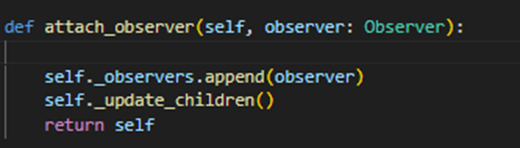 def attach_observer(self, observer: Observer):
self._observers.append(observer)
self._update_children()
return self